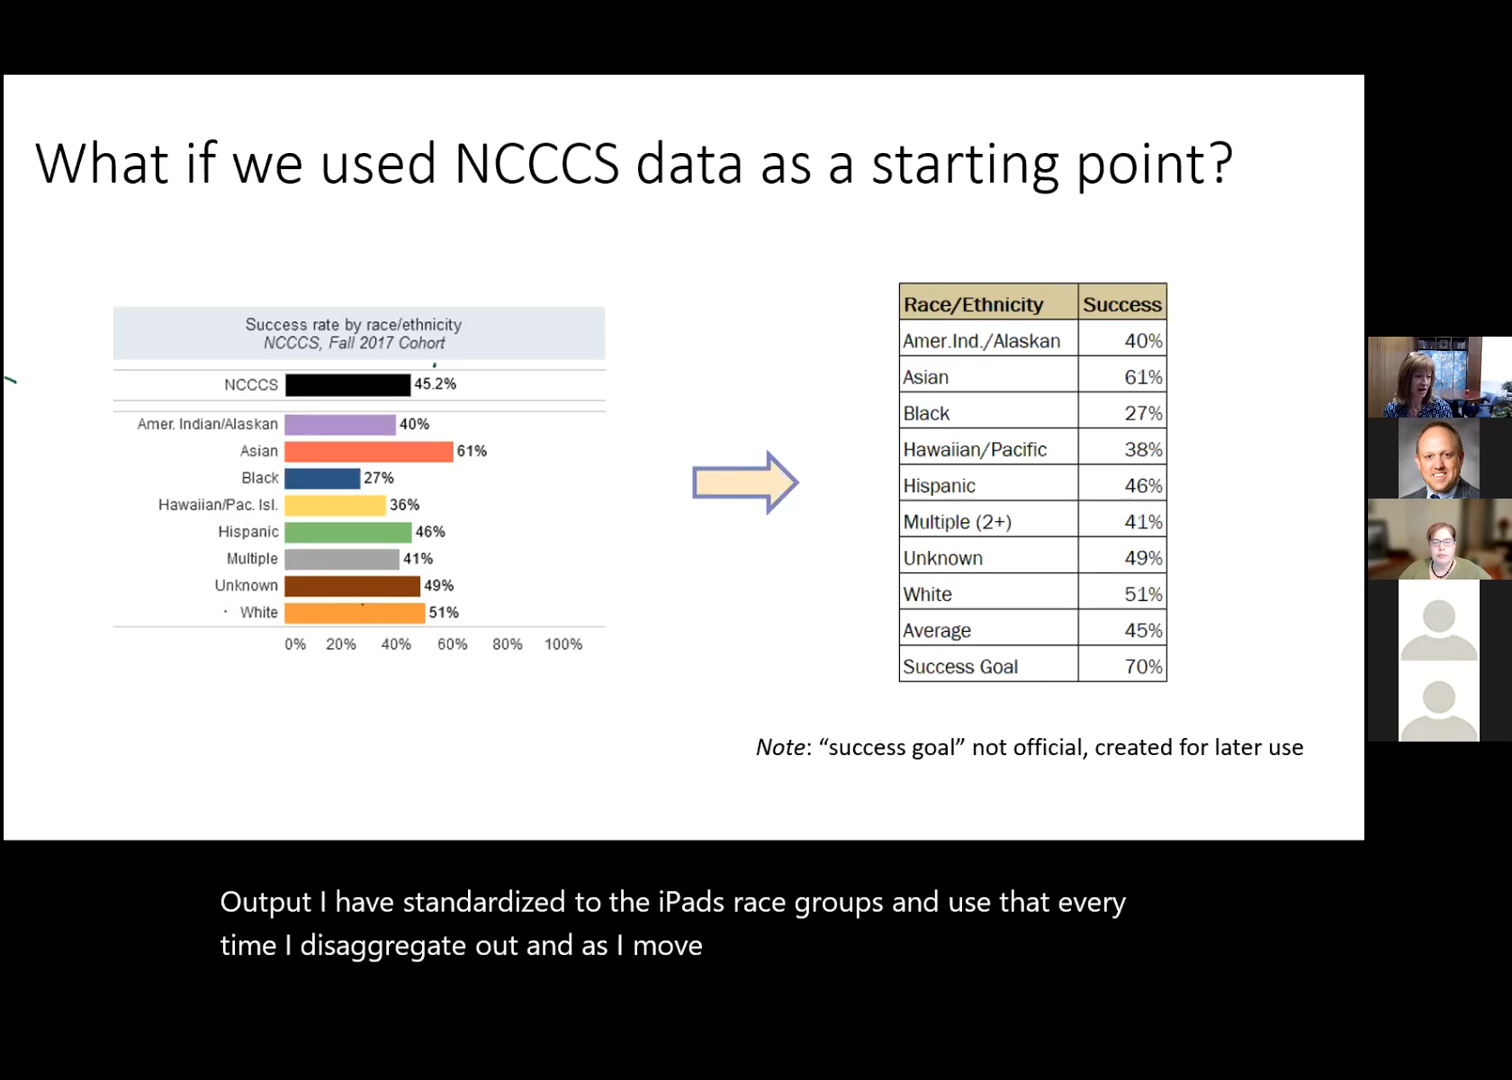 What if we used NCCCS data as a starting point?
Success rate by race/ethnicity
NCCCS, Fall 2017 Cohort
NCCCS 45.2%
Amer. Indian/Alaskan 40%
Asian 61%
Black 27%
Hawaiian/Pac. Isl. 36%
Hispanic 46%
Multiple 41%
Unknown 49%
White 51%
0% 20% 40% 60% 80% 100%
Race/Ethnicity Success
Amer.Ind./Alaskan 40%
Asian 61%
Black 27%
Hawaiian/Pacific 38%
Hispanic 46%
Multiple (2+) 41%
Unknown 49%
White 51%
Average 45%
Success Goal 70%
Note: “success goal” not official, created for later use
Output I have standardized to the iPads race groups and use that every
time I disaggregate out and as I move